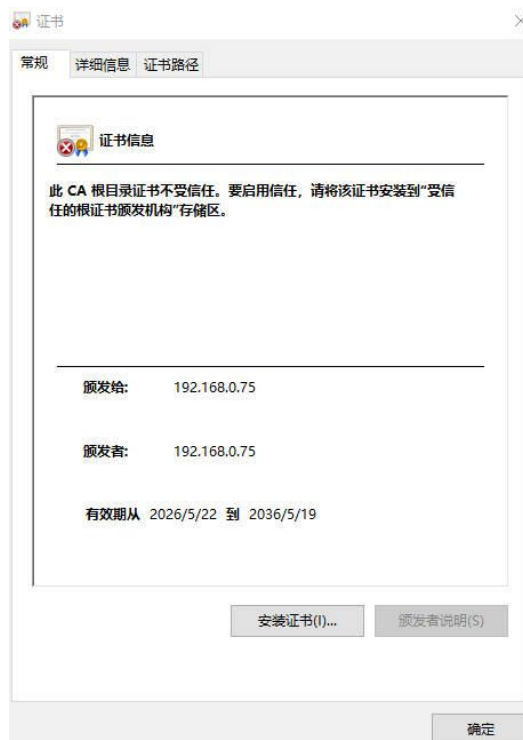 证书
常规 详细信息 证书路径
证书信息
此 CA 根目录证书不受信任。要启用信任，请将该证书安装到"受信
任的根证书颁发机构"存储区。
颁发给: 192.168.0.75
颁发者: 192.168.0.75
有效期从 2026/5/22 到 2036/5/19
安装证书(I)... 颁发者说明(S)
确定